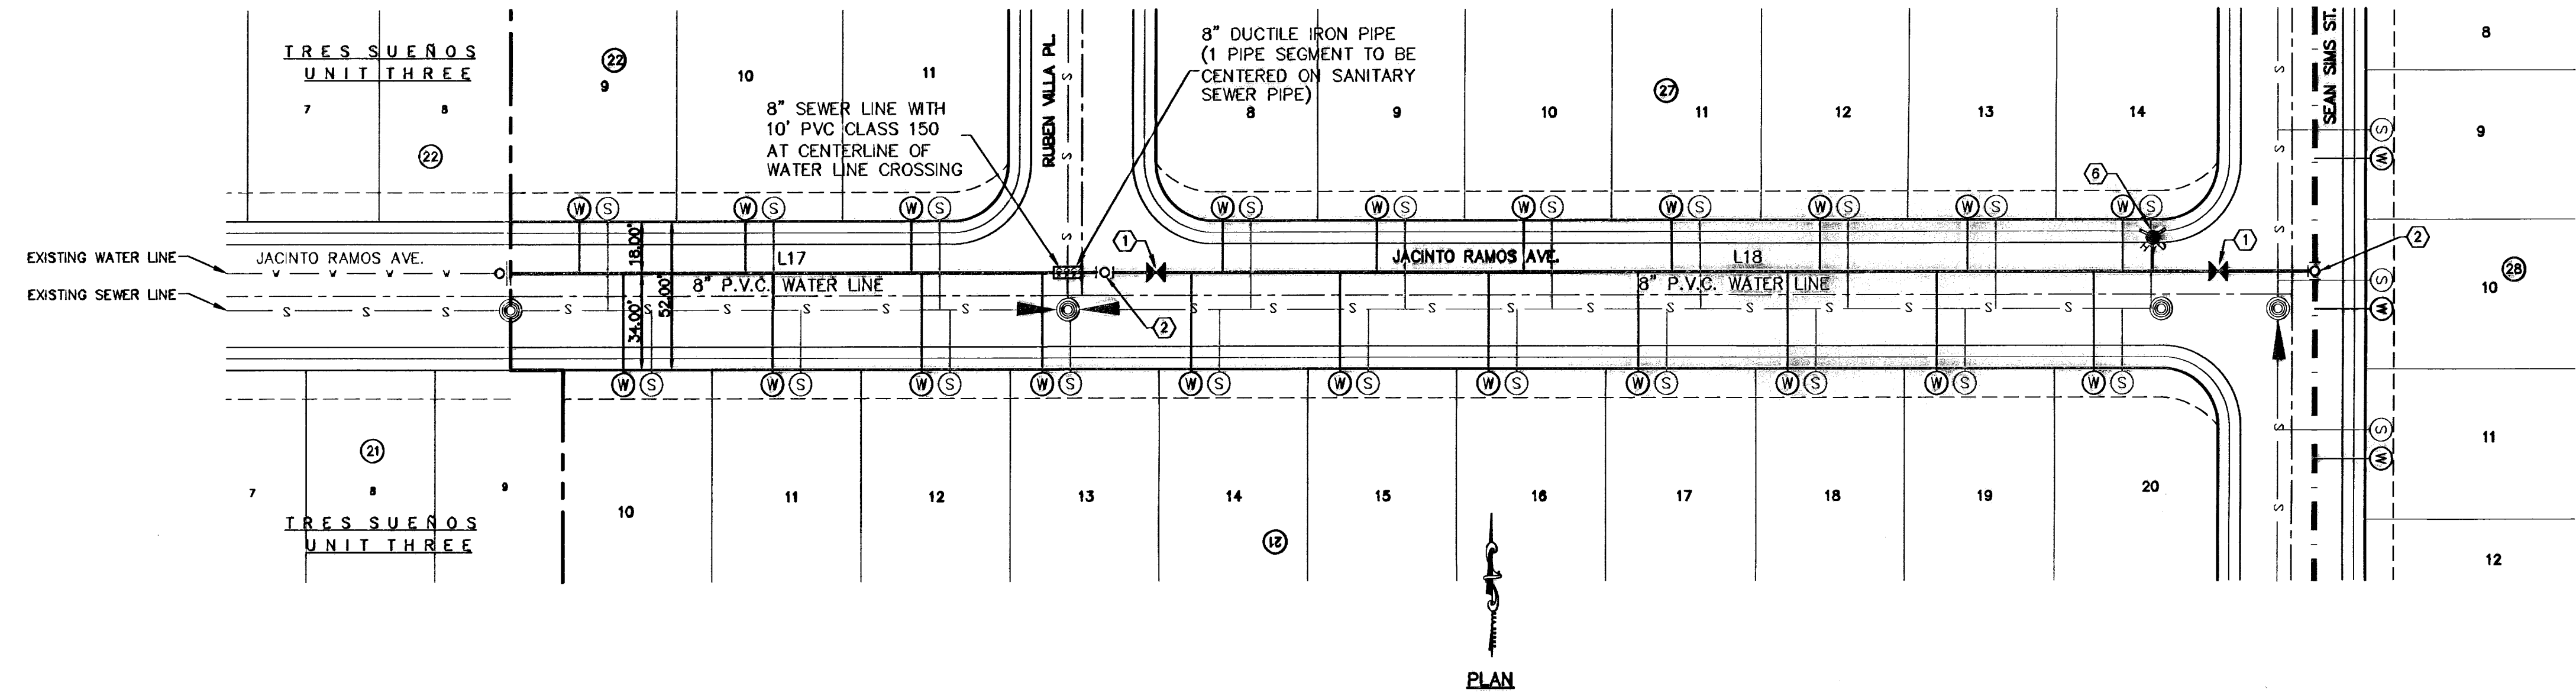 TRES SUEÑOS
UNIT THREE
7
8
22
22
9
10
11
8" SEWER LINE WITH
10' PVC CLASS 150
AT CENTERLINE OF
WATER LINE CROSSING
RUBEN VILLA PL.
S
S
S
8" DUCTILE IRON PIPE
(1 PIPE SEGMENT TO BE
CENTERED ON SANITARY
SEWER PIPE)
8
9
10
27
11
12
13
14
6
S
S
S
SEAN SIMS ST.
8
9
S
W
W S
W S
W S
W S
W S
W S
W S
W S
W S
W S
EXISTING WATER LINE
JACINTO RAMOS AVE.
W W W W
18.00'
L17
8" P.V.C. WATER LINE
1
2
JACINTO RAMOS AVE.
L18
8" P.V.C. WATER LINE
1
2
S
W
10
28
EXISTING SEWER LINE
S S S S S S S S S S S S S S S S S S S S S S S
34.00'
52.00'
W S
W S
W S
W S
W S
W S
W S
W S
W S
W S
W S
S
S
S
W
11
12
7
21
8
9
TRES SUEÑOS
UNIT THREE
10
11
12
13
14
21
15
16
17
18
19
20
PLAN